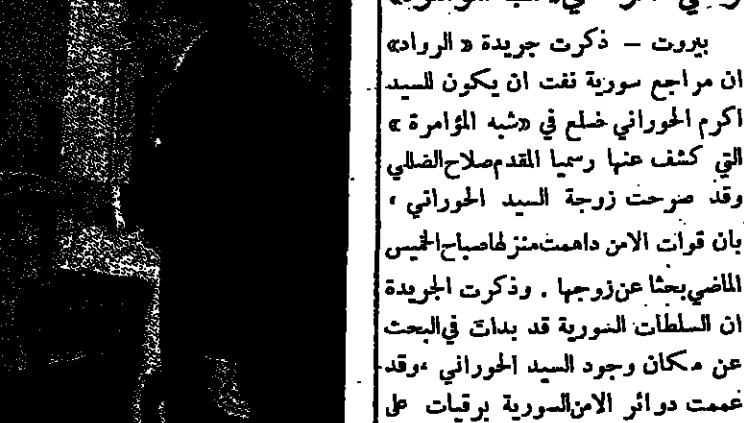 بيروت – ذكرت جريدة « الرواد»
ان مراجع سورية نفت ان يكون للسيد
اكرم الحوراني ضلع في «شبه المؤامرة »
التي كشف عنها رسميا المقدم صلاح الضللي
وقد صرحت زوجة السيد الحوراني ،
بان قوات الامن داهمت منزلها صباح الخميس
الماضي بحثا عن زوجها . وذكرت الجريدة
ان السلطات السورية قد بدات في البحث
عن مكان وجود السيد الحوراني ،وقد
عممت دوائر الامن السورية برقيات على